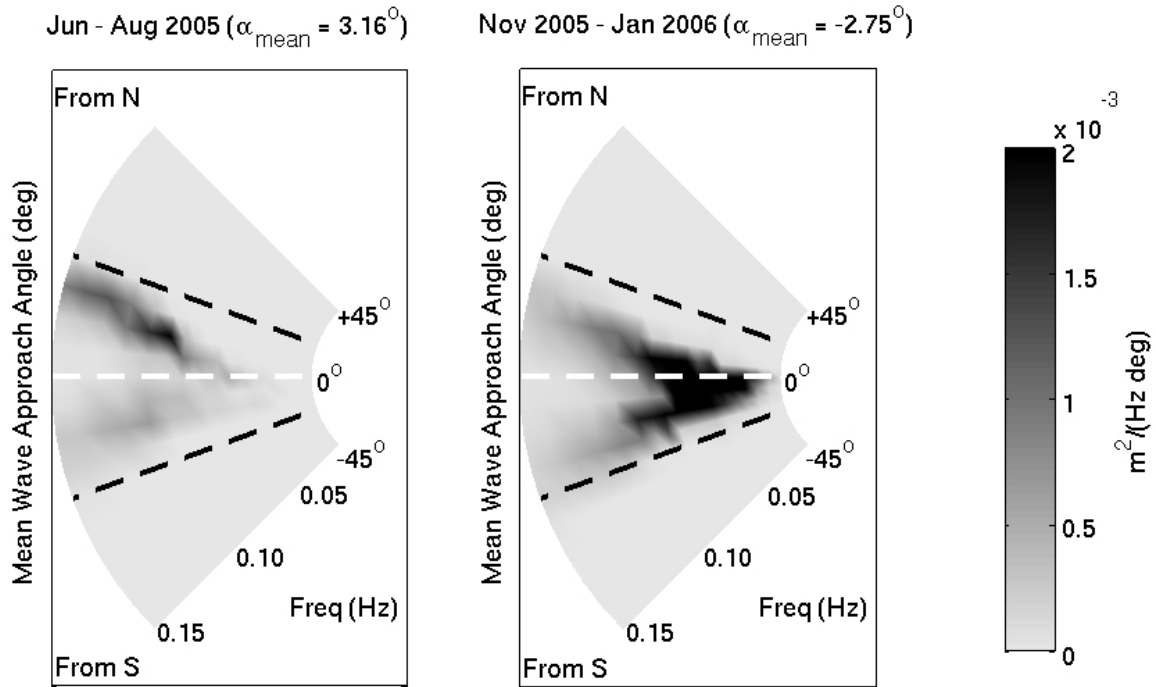 Jun - Aug 2005 (α_mean = 3.16°)
From N
Mean Wave Approach Angle (deg)
+45°
0°
-45°
0.05
0.10
Freq (Hz)
0.15
From S
Nov 2005 - Jan 2006 (α_mean = -2.75°)
From N
Mean Wave Approach Angle (deg)
+45°
0°
-45°
0.05
0.10
Freq (Hz)
0.15
From S
x 10⁻³
2
1.5
1
0.5
0
m²/(Hz deg)